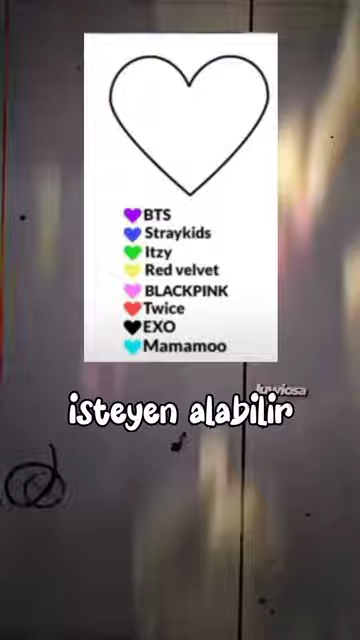 BTS
Straykids
Itzy
Red velvet
BLACKPINK
Twice
EXO
Mamamoo
isteyen alabilir